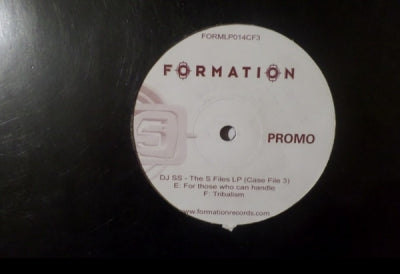 FORMLP014CF3
FORMATION
5
PROMO
DJ SS - The S Files LP (Case File 3)
E: For those who can handle
F: Tribalism
www.formationrecords.com